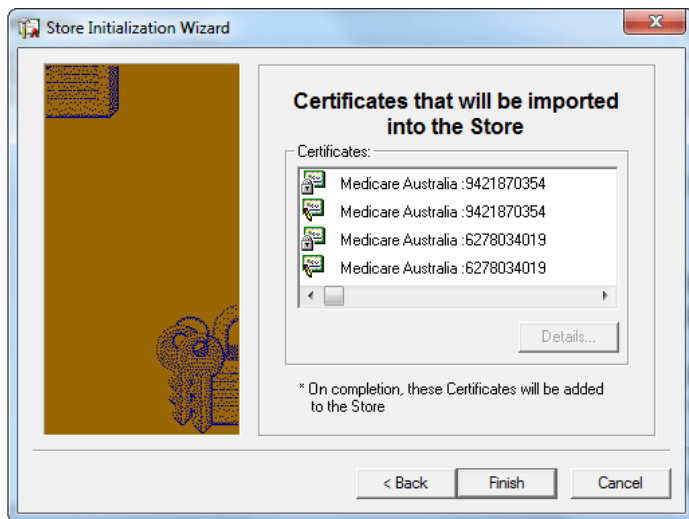 Store Initialization Wizard
Certificates that will be imported
into the Store
Certificates:
Medicare Australia :9421870354
Medicare Australia :9421870354
Medicare Australia :6278034019
Medicare Australia :6278034019
Details...
* On completion, these Certificates will be added
to the Store
< Back
Finish
Cancel